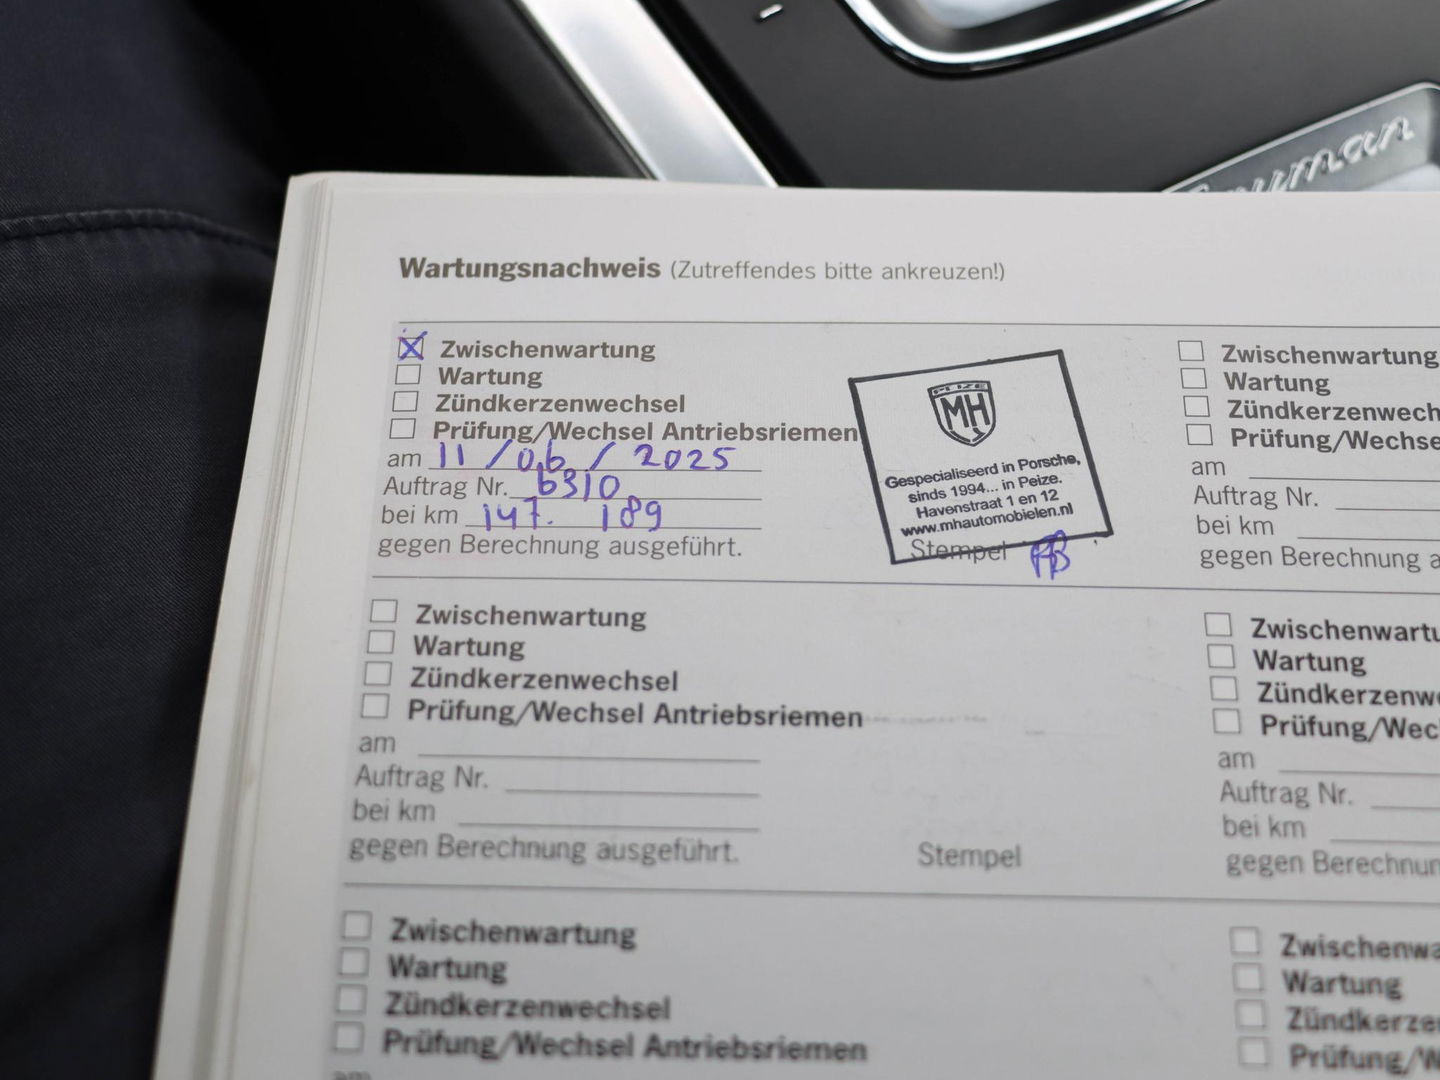 Wartungsnachweis (Zutreffendes bitte ankreuzen!)
Zwischenwartung
Wartung
Zündkerzenwechsel
Prüfung/Wechsel Antriebsriemen
am 11/06/2025
Auftrag Nr. 6310
bei km 147.189
gegen Berechnung ausgeführt.
PEIZE
MH
Gespecialiseerd in Porsche,
sinds 1994... in Peize.
Havenstraat 1 en 12
www.mhautomobielen.nl
Stempel
Zwischenwartung
Wartung
Zündkerzenwech
Prüfung/Wechse
am
Auftrag Nr.
bei km
gegen Berechnung a
Zwischenwartung
Wartung
Zündkerzenwechsel
Prüfung/Wechsel Antriebsriemen
am
Auftrag Nr.
bei km
gegen Berechnung ausgeführt.
Stempel
Zwischenwartu
Wartung
Zündkerzenwe
Prüfung/Wec
am
Auftrag Nr.
bei km
gegen Berechnun
Zwischenwartung
Wartung
Zündkerzenwechsel
Prüfung/Wechsel Antriebsriemen
am
Zwischenwa
Wartung
Zündkerze
Prüfung/W